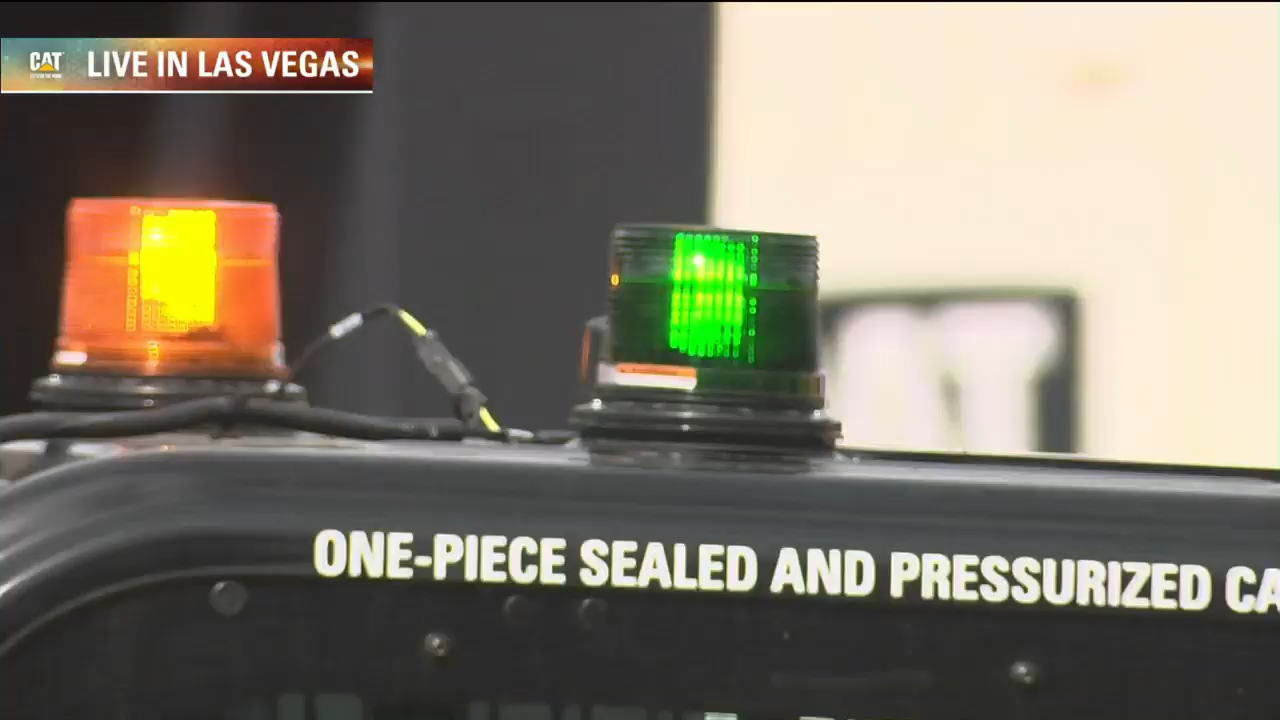 CAT LIVE IN LAS VEGAS
ONE-PIECE SEALED AND PRESSURIZED CA